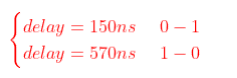 delay = 150ns 0 − 1
delay = 570ns 1 − 0